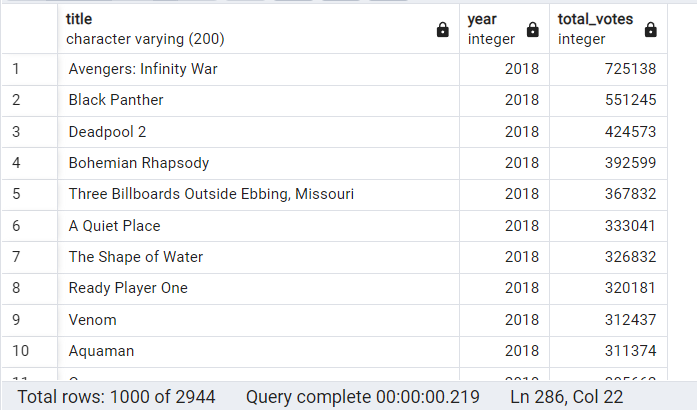 title year total_votes
character varying (200) integer integer
1 Avengers: Infinity War 2018 725138
2 Black Panther 2018 551245
3 Deadpool 2 2018 424573
4 Bohemian Rhapsody 2018 392599
5 Three Billboards Outside Ebbing, Missouri 2018 367832
6 A Quiet Place 2018 333041
7 The Shape of Water 2018 326832
8 Ready Player One 2018 320181
9 Venom 2018 312437
10 Aquaman 2018 311374
Total rows: 1000 of 2944 Query complete 00:00:00.219 Ln 286, Col 22